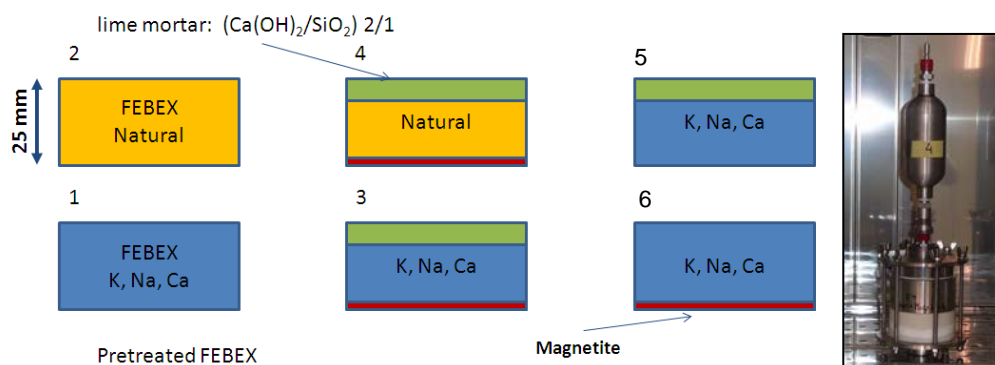 lime mortar: (Ca(OH)₂/SiO₂) 2/1
2
4
5
25 mm
FEBEX
Natural
Natural
K, Na, Ca
1
3
6
FEBEX
K, Na, Ca
K, Na, Ca
K, Na, Ca
Pretreated FEBEX
Magnetite
4